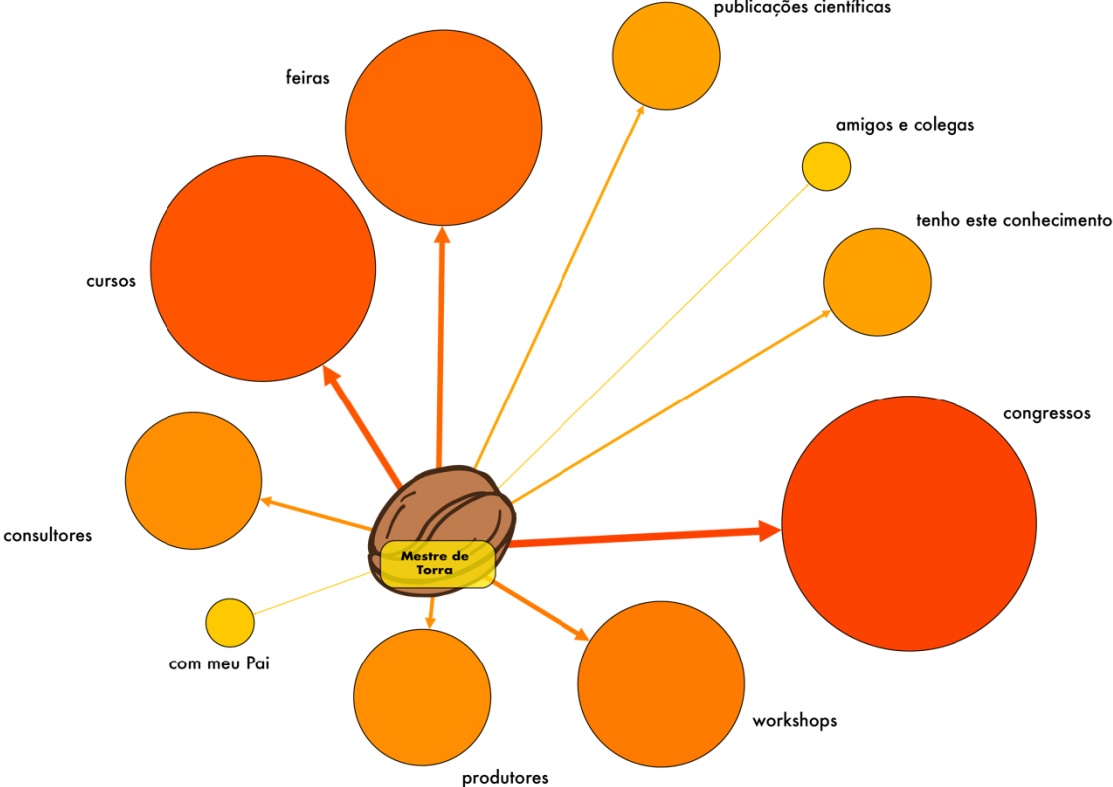 publicações científicas
feiras
amigos e colegas
tenho este conhecimento
cursos
congressos
consultores
Mestre de
Torra
com meu Pai
workshops
produtores